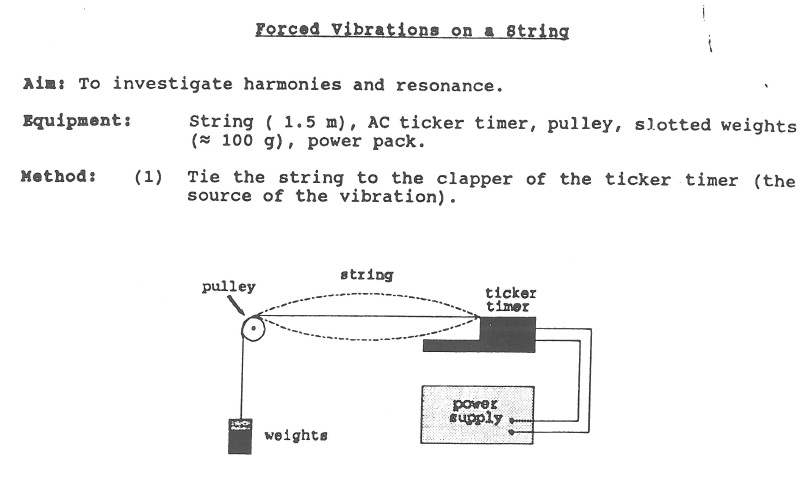 Forced Vibrations on a String
Aim: To investigate harmonies and resonance.
Equipment: String ( 1.5 m), AC ticker timer, pulley, slotted weights
(≈ 100 g), power pack.
Method: (1) Tie the string to the clapper of the ticker timer (the
source of the vibration).
string
pulley
ticker
timer
power
supply
weights